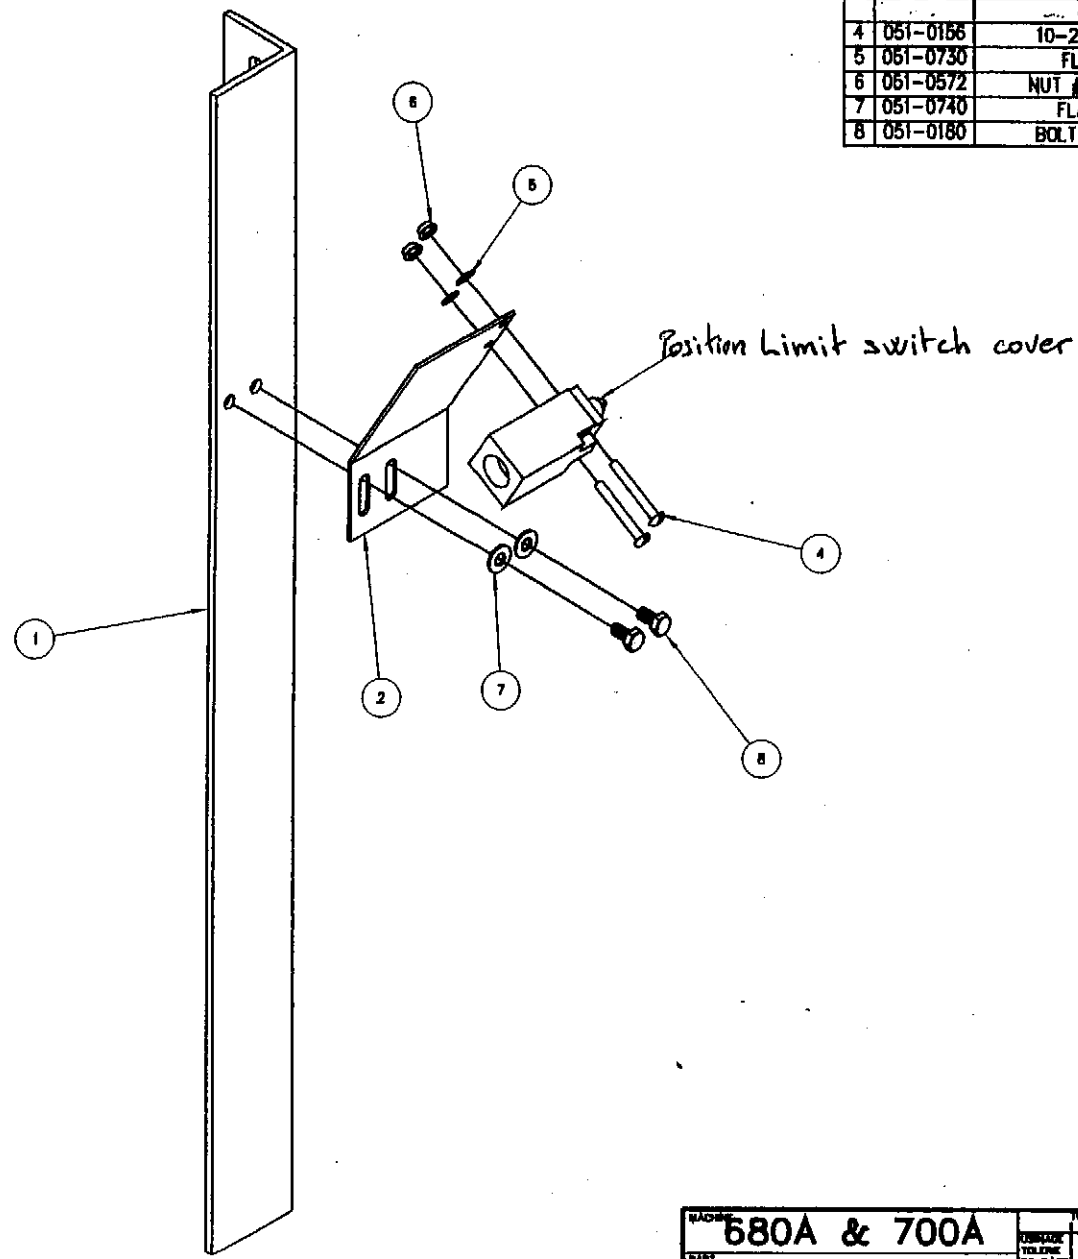 4 051-0156 10-2
5 051-0730 FL
6 051-0572 NUT #
7 051-0740 FL
8 051-0180 BOLT
6
5
Position Limit switch cover
4
1
2
7
8
MACHINE
680A & 700A